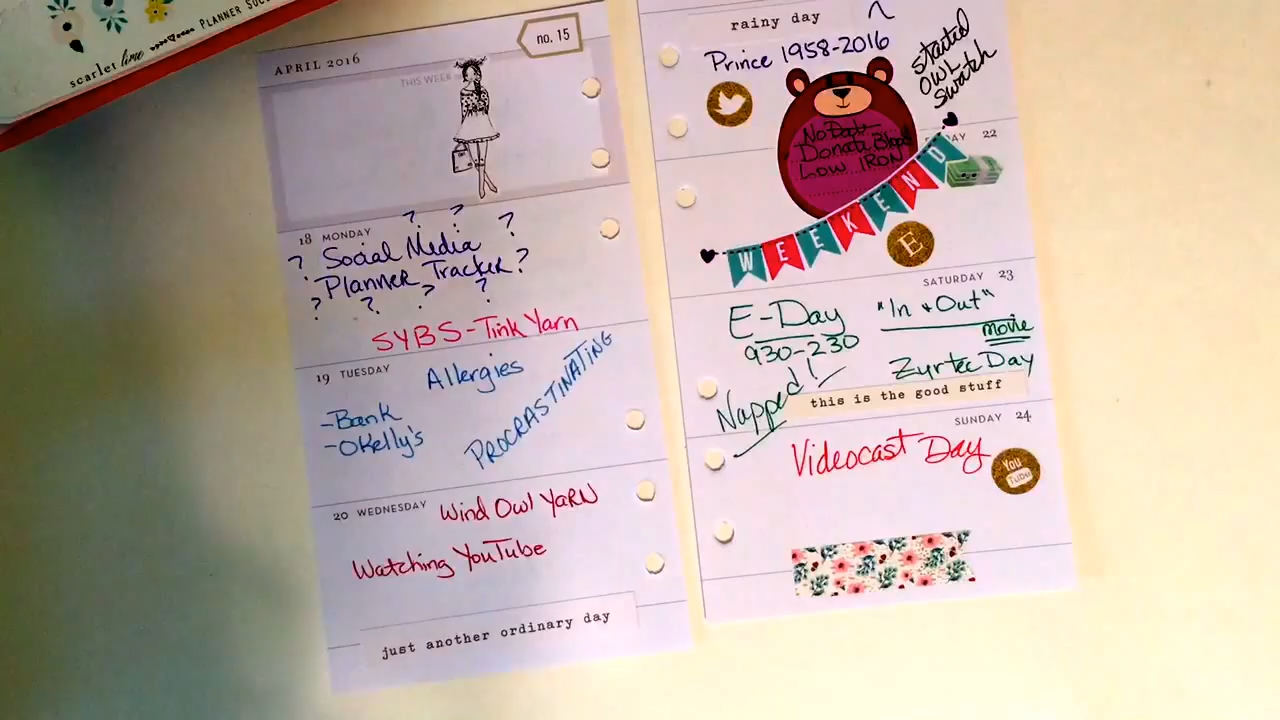 scarlet lime
PLANNER
APRIL 2016
no. 15
THIS WEEK
18 MONDAY
? ? ?
? Social Media
Planner Tracker?
? ? ? ?
SYBS-Tink Yarn
19 TUESDAY
Allergies
-Bank
-OKelly's
PROCRASTINATING
20 WEDNESDAY
Wind Owl YARN
Watching YouTube
just another ordinary day
rainy day
Prince 1958-2016
started
OWL
swatch
No
Donate Blood
LOW IRON
22
WEEKEND
E
SATURDAY 23
E-Day
930-230
"In + Out"
movie
Zyrtec Day
Napped!
this is the good stuff
SUNDAY 24
Videocast Day
You
Tube